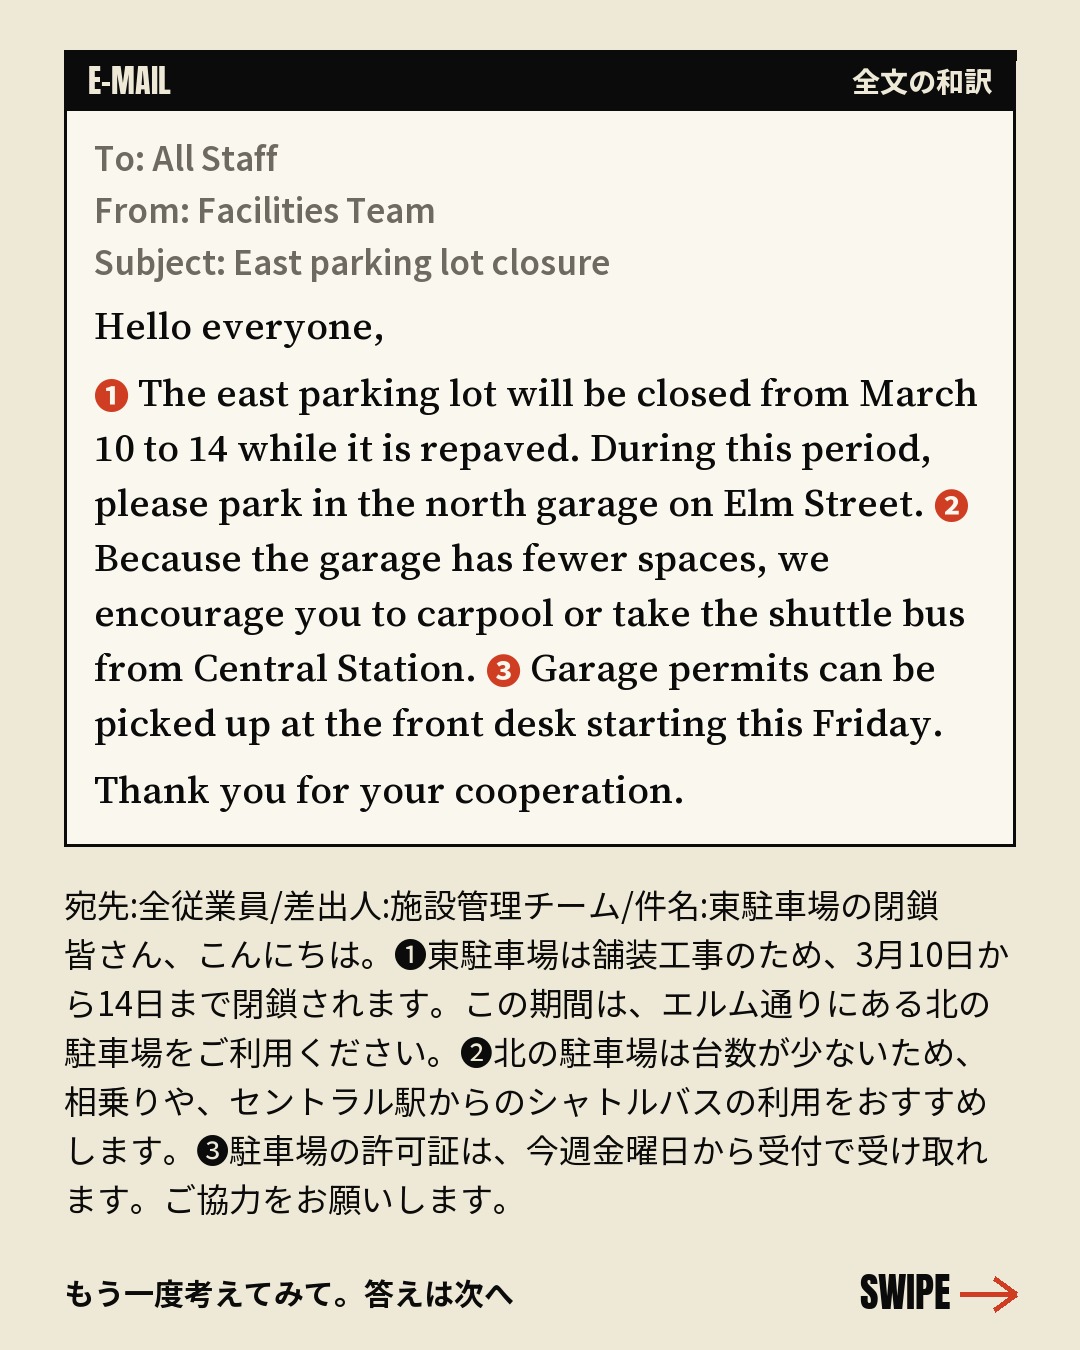 E-MAIL 全文の和訳
To: All Staff
From: Facilities Team
Subject: East parking lot closure
Hello everyone,
❶ The east parking lot will be closed from March
10 to 14 while it is repaved. During this period,
please park in the north garage on Elm Street. ❷
Because the garage has fewer spaces, we
encourage you to carpool or take the shuttle bus
from Central Station. ❸ Garage permits can be
picked up at the front desk starting this Friday.
Thank you for your cooperation.
宛先:全従業員/差出人:施設管理チーム/件名:東駐車場の閉鎖
皆さん、こんにちは。❶東駐車場は舗装工事のため、3月10日か
ら14日まで閉鎖されます。この期間は、エルム通りにある北の
駐車場をご利用ください。❷北の駐車場は台数が少ないため、
相乗りや、セントラル駅からのシャトルバスの利用をおすすめ
します。❸駐車場の許可証は、今週金曜日から受付で受け取れ
ます。ご協力をお願いします。
もう一度考えてみて。答えは次へ SWIPE